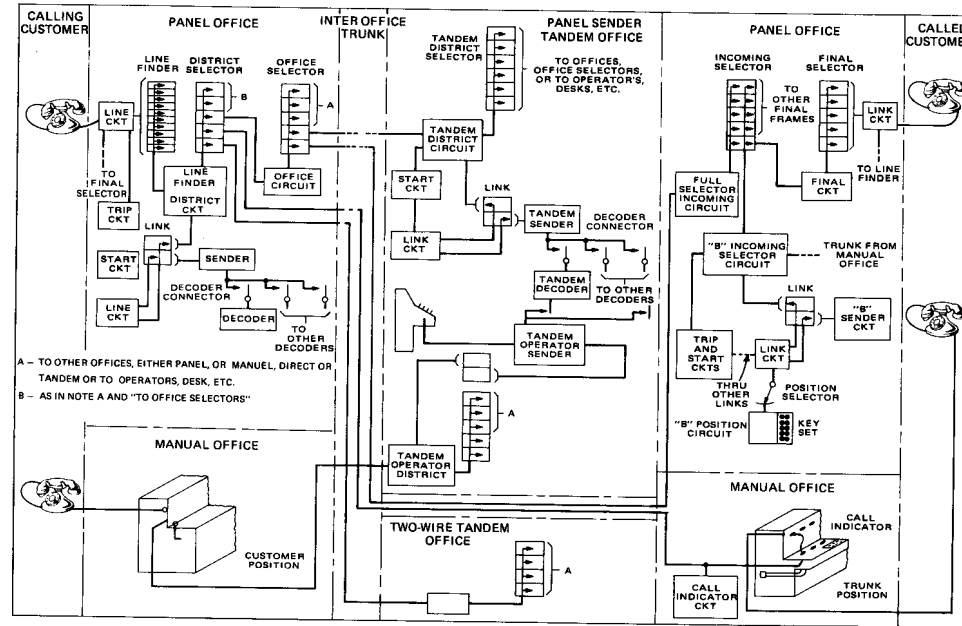 CALLING
CUSTOMER
PANEL OFFICE
INTER OFFICE
TRUNK
PANEL SENDER
TANDEM OFFICE
PANEL OFFICE
CALLED
CUSTOMER
LINE
FINDER
DISTRICT
SELECTOR
OFFICE
SELECTOR
B
A
LINE
CKT
TO
FINAL
SELECTOR
TRIP
CKT
LINE
FINDER
DISTRICT
CKT
OFFICE
CIRCUIT
LINK
START
CKT
SENDER
LINE
CKT
DECODER
CONNECTOR
DECODER
TO
OTHER
DECODERS
A – TO OTHER OFFICES, EITHER PANEL, OR MANUEL, DIRECT OR
TANDEM OR TO OPERATORS, DESK, ETC.
B – AS IN NOTE A AND "TO OFFICE SELECTORS"
MANUAL OFFICE
CUSTOMER
POSITION
TANDEM
DISTRICT
SELECTOR
TO OFFICES,
OFFICE SELECTORS,
OR TO OPERATOR'S,
DESKS, ETC.
TANDEM
DISTRICT
CIRCUIT
START
CKT
LINK
LINK
CKT
TANDEM
SENDER
DECODER
CONNECTOR
TANDEM
DECODER
TO OTHER
DECODERS
TANDEM
OPERATOR
SENDER
A
TANDEM
OPERATOR
DISTRICT
TWO-WIRE TANDEM
OFFICE
A
INCOMING
SELECTOR
FINAL
SELECTOR
TO
OTHER
FINAL
FRAMES
LINK
CKT
TO LINE
FINDER
FULL
SELECTOR
INCOMING
CIRCUIT
FINAL
CKT
"B" INCOMING
SELECTOR
CIRCUIT
TRUNK FROM
MANUAL
OFFICE
LINK
"B"
SENDER
CKT
TRIP
AND
START
CKTS
LINK
CKT
THRU
OTHER
LINKS
POSITION
SELECTOR
"B" POSITION
CIRCUIT
KEY
SET
MANUAL OFFICE
CALL
INDICATOR
CALL
INDICATOR
CKT
TRUNK
POSITION